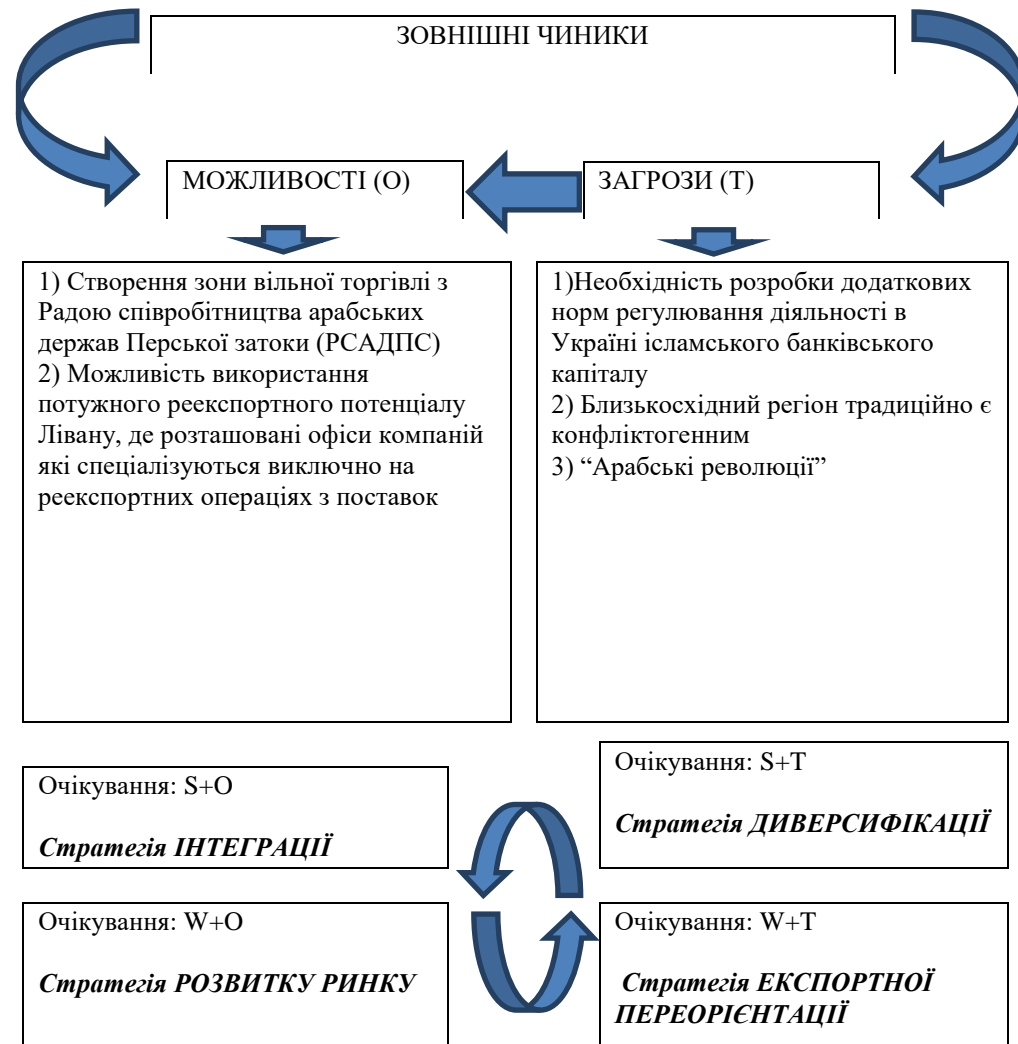 ЗОВНІШНІ ЧИНИКИ
МОЖЛИВОСТІ (O)
ЗАГРОЗИ (T)
1) Створення зони вільної торгівлі з
Радою співробітництва арабських
держав Перської затоки (РСАДПС)
2) Можливість використання
потужного реекспортного потенціалу
Лівану, де розташовані офіси компаній
які спеціалізуються виключно на
реекспортних операціях з поставок
1)Необхідність розробки додаткових
норм регулювання діяльності в
Україні ісламського банківського
капіталу
2) Близькосхідний регіон традиційно є
конфліктогенним
3) “Арабські революції”
Очікування: S+O
Стратегія ІНТЕГРАЦІЇ
Очікування: S+T
Стратегія ДИВЕРСИФІКАЦІЇ
Очікування: W+O
Стратегія РОЗВИТКУ РИНКУ
Очікування: W+T
Стратегія ЕКСПОРТНОЇ
ПЕРЕОРІЄНТАЦІЇ